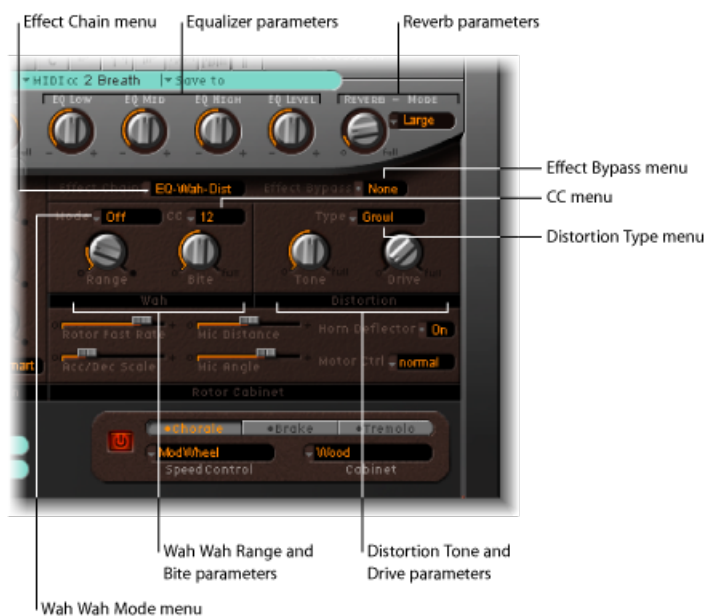 Effect Chain menu
Equalizer parameters
Reverb parameters
MIDI CC 2 Breath
Save to
EQ Low
EQ Mid
EQ High
EQ Level
Reverb – Mode
full
- + - + - + - +
0 full
Large
Effect Bypass menu
Effect Chain EQ-Wah-Dist
Effect Bypass None
CC menu
Mode Off CC 12
Type Growl
Distortion Type menu
Range
Bite
Tone
Drive
Wah
Distortion
Rotor Fast Rate
Mic Distance
Horn Deflector On
Acc/Dec Scale
Mic Angle
Motor Ctrl normal
Rotor Cabinet
Chorale
Brake
Tremolo
ModWheel
Wood
Speed Control
Cabinet
Wah Wah Range and
Bite parameters
Distortion Tone and
Drive parameters
Wah Wah Mode menu